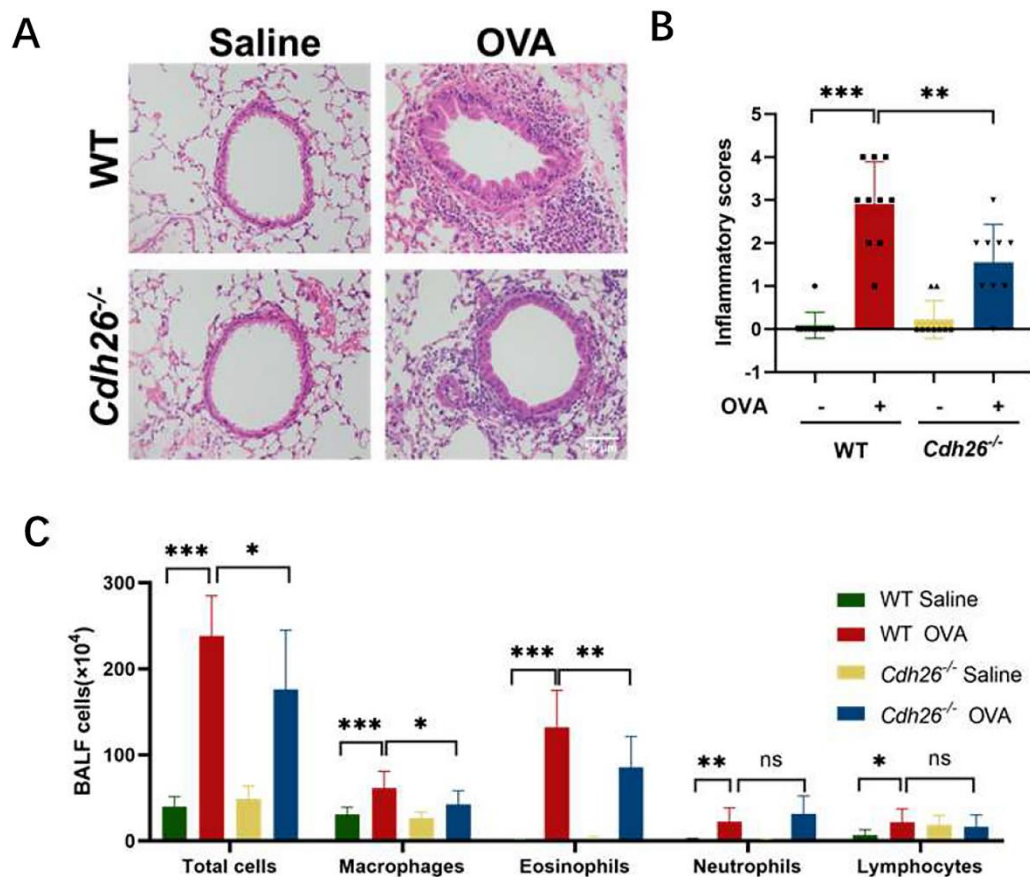 A
Saline OVA
WT
Cdh26-/-
B
*** **
Inflammatory scores
5
4
3
2
1
0
-1
OVA - + - +
WT Cdh26-/-
C
*** *
*** *
*** **
** ns
* ns
BALF cells(×10⁴)
300
200
100
0
Total cells Macrophages Eosinophils Neutrophils Lymphocytes
WT Saline
WT OVA
Cdh26-/- Saline
Cdh26-/- OVA